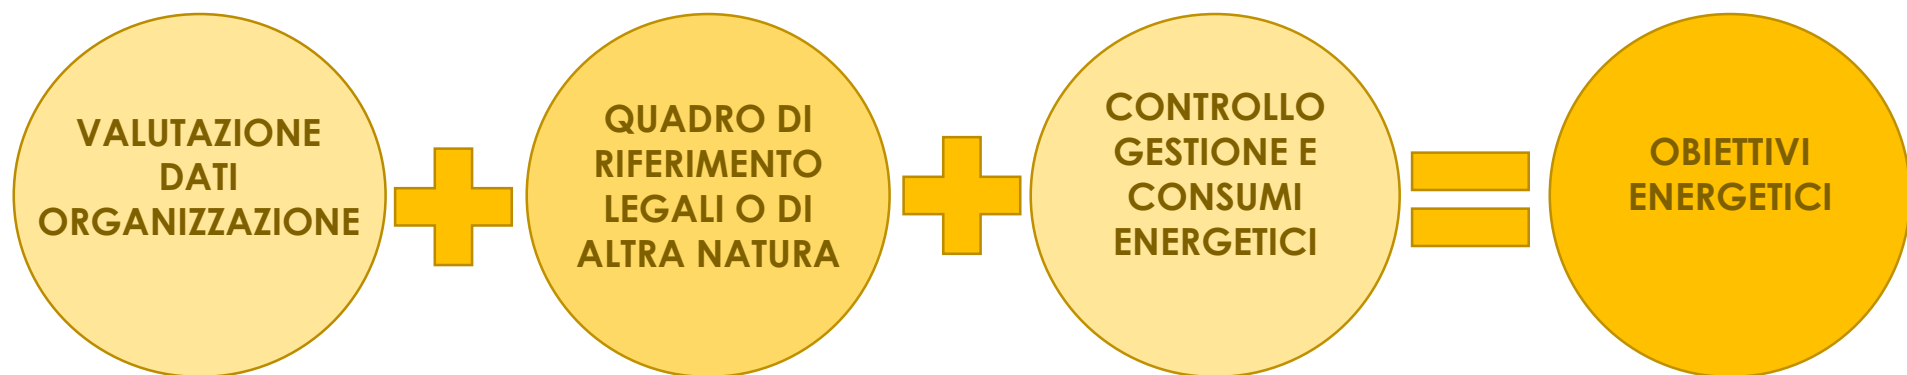 VALUTAZIONE
DATI
ORGANIZZAZIONE
QUADRO DI
RIFERIMENTO
LEGALI O DI
ALTRA NATURA
CONTROLLO
GESTIONE E
CONSUMI
ENERGETICI
OBIETTIVI
ENERGETICI